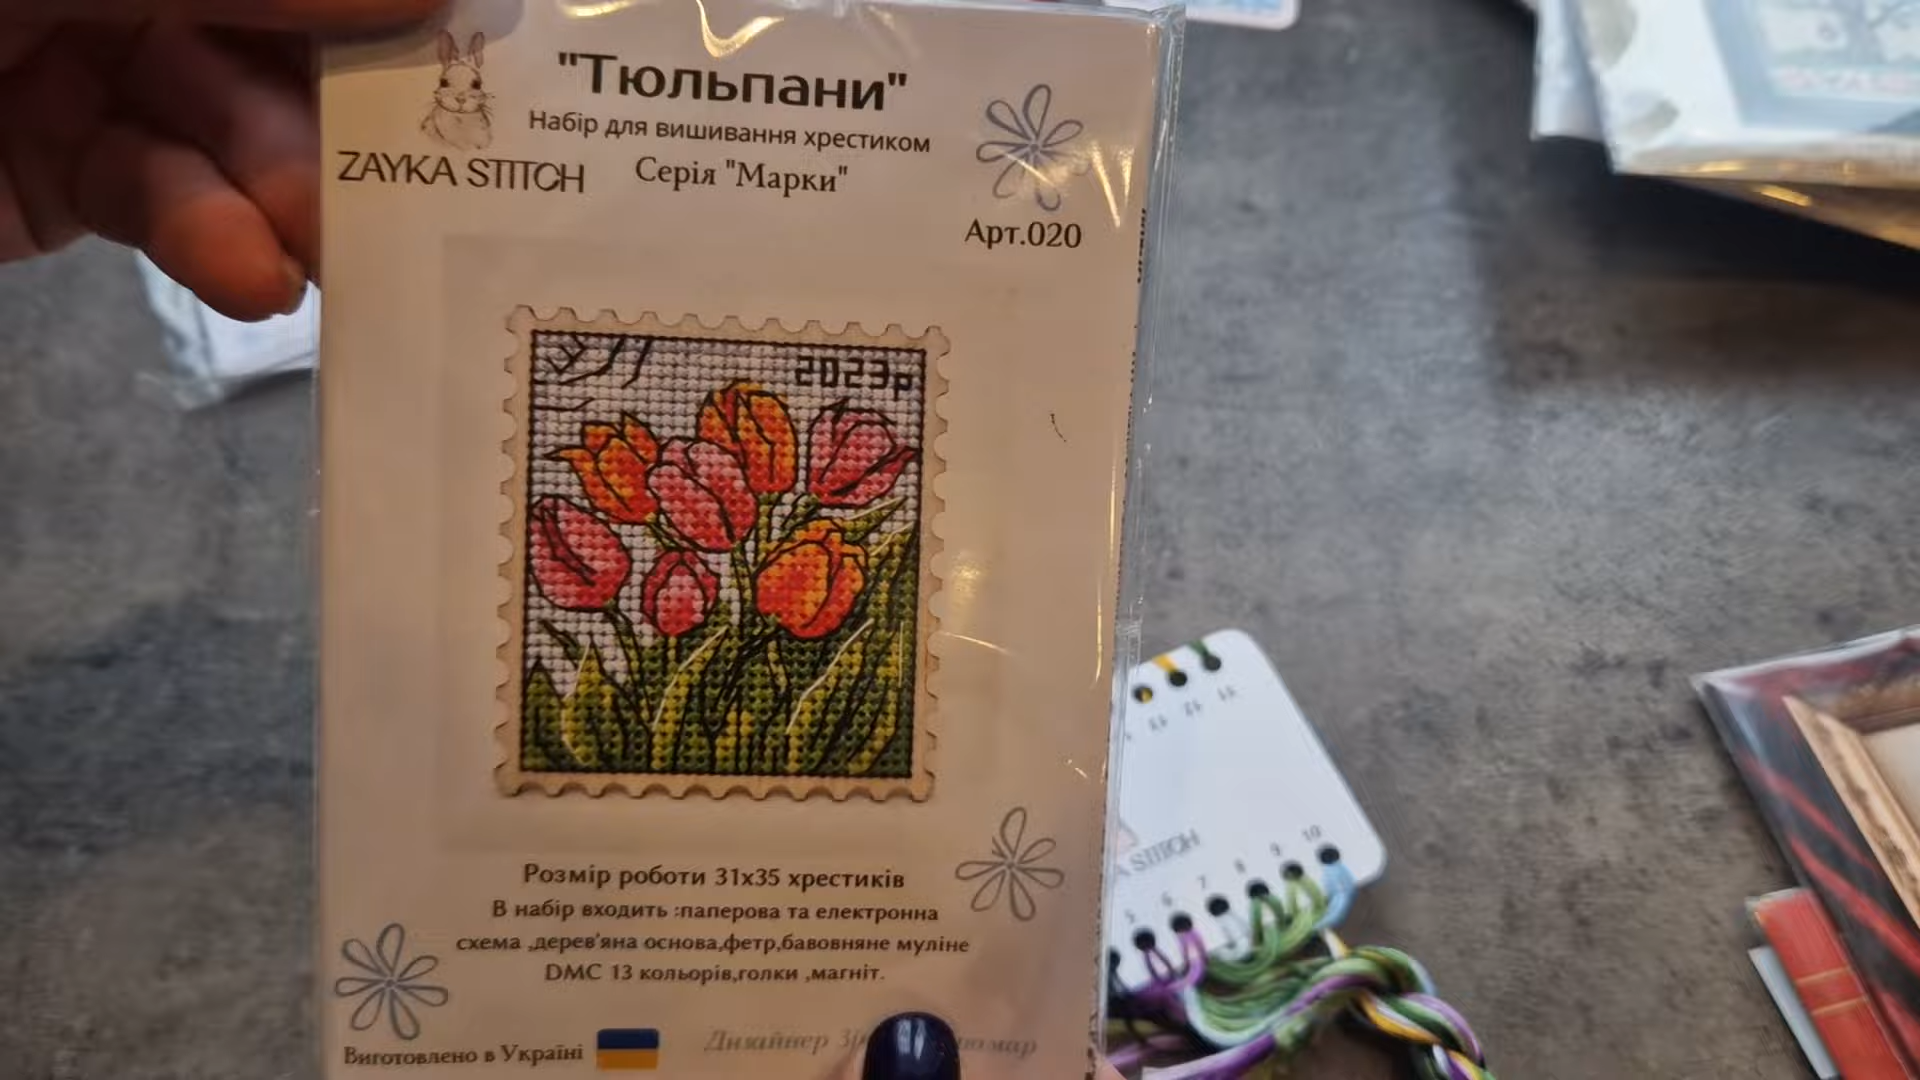 "Тюльпани"
Набір для вишивання хрестиком
ZAYKA STITCH
Серія "Марки"
Арт.020
2023р
Розмір роботи 31х35 хрестиків
В набір входить :паперова та електронна
схема ,дерев'яна основа,фетр,бавовняне муліне
DMC 13 кольорів,голки ,магніт.
Виготовлено в Україні
Дизайнер
STITCH
5 6 7 8 9 10